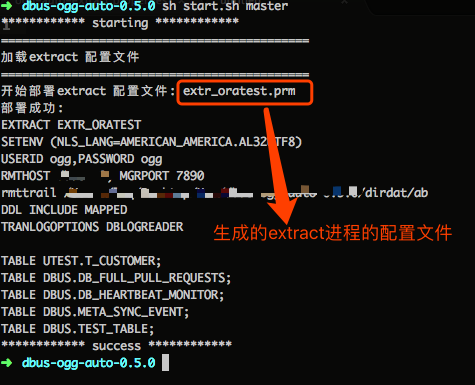 ➜ dbus-ogg-auto-0.5.0 sh start.sh master
************ starting ************
==========================================
加载extract 配置文件
==========================================
开始部署extract 配置文件: extr_oratest.prm
部署成功:
EXTRACT EXTR_ORATEST
SETENV (NLS_LANG=AMERICAN_AMERICA.AL32UTF8)
USERID ogg,PASSWORD ogg
RMTHOST , MGRPORT 7890
rmttrail /dirdat/ab
DDL INCLUDE MAPPED
TRANLOGOPTIONS DBLOGREADER
生成的extract进程的配置文件
TABLE UTEST.T_CUSTOMER;
TABLE DBUS.DB_FULL_PULL_REQUESTS;
TABLE DBUS.DB_HEARTBEAT_MONITOR;
TABLE DBUS.META_SYNC_EVENT;
TABLE DBUS.TEST_TABLE;
************ success ************
➜ dbus-ogg-auto-0.5.0